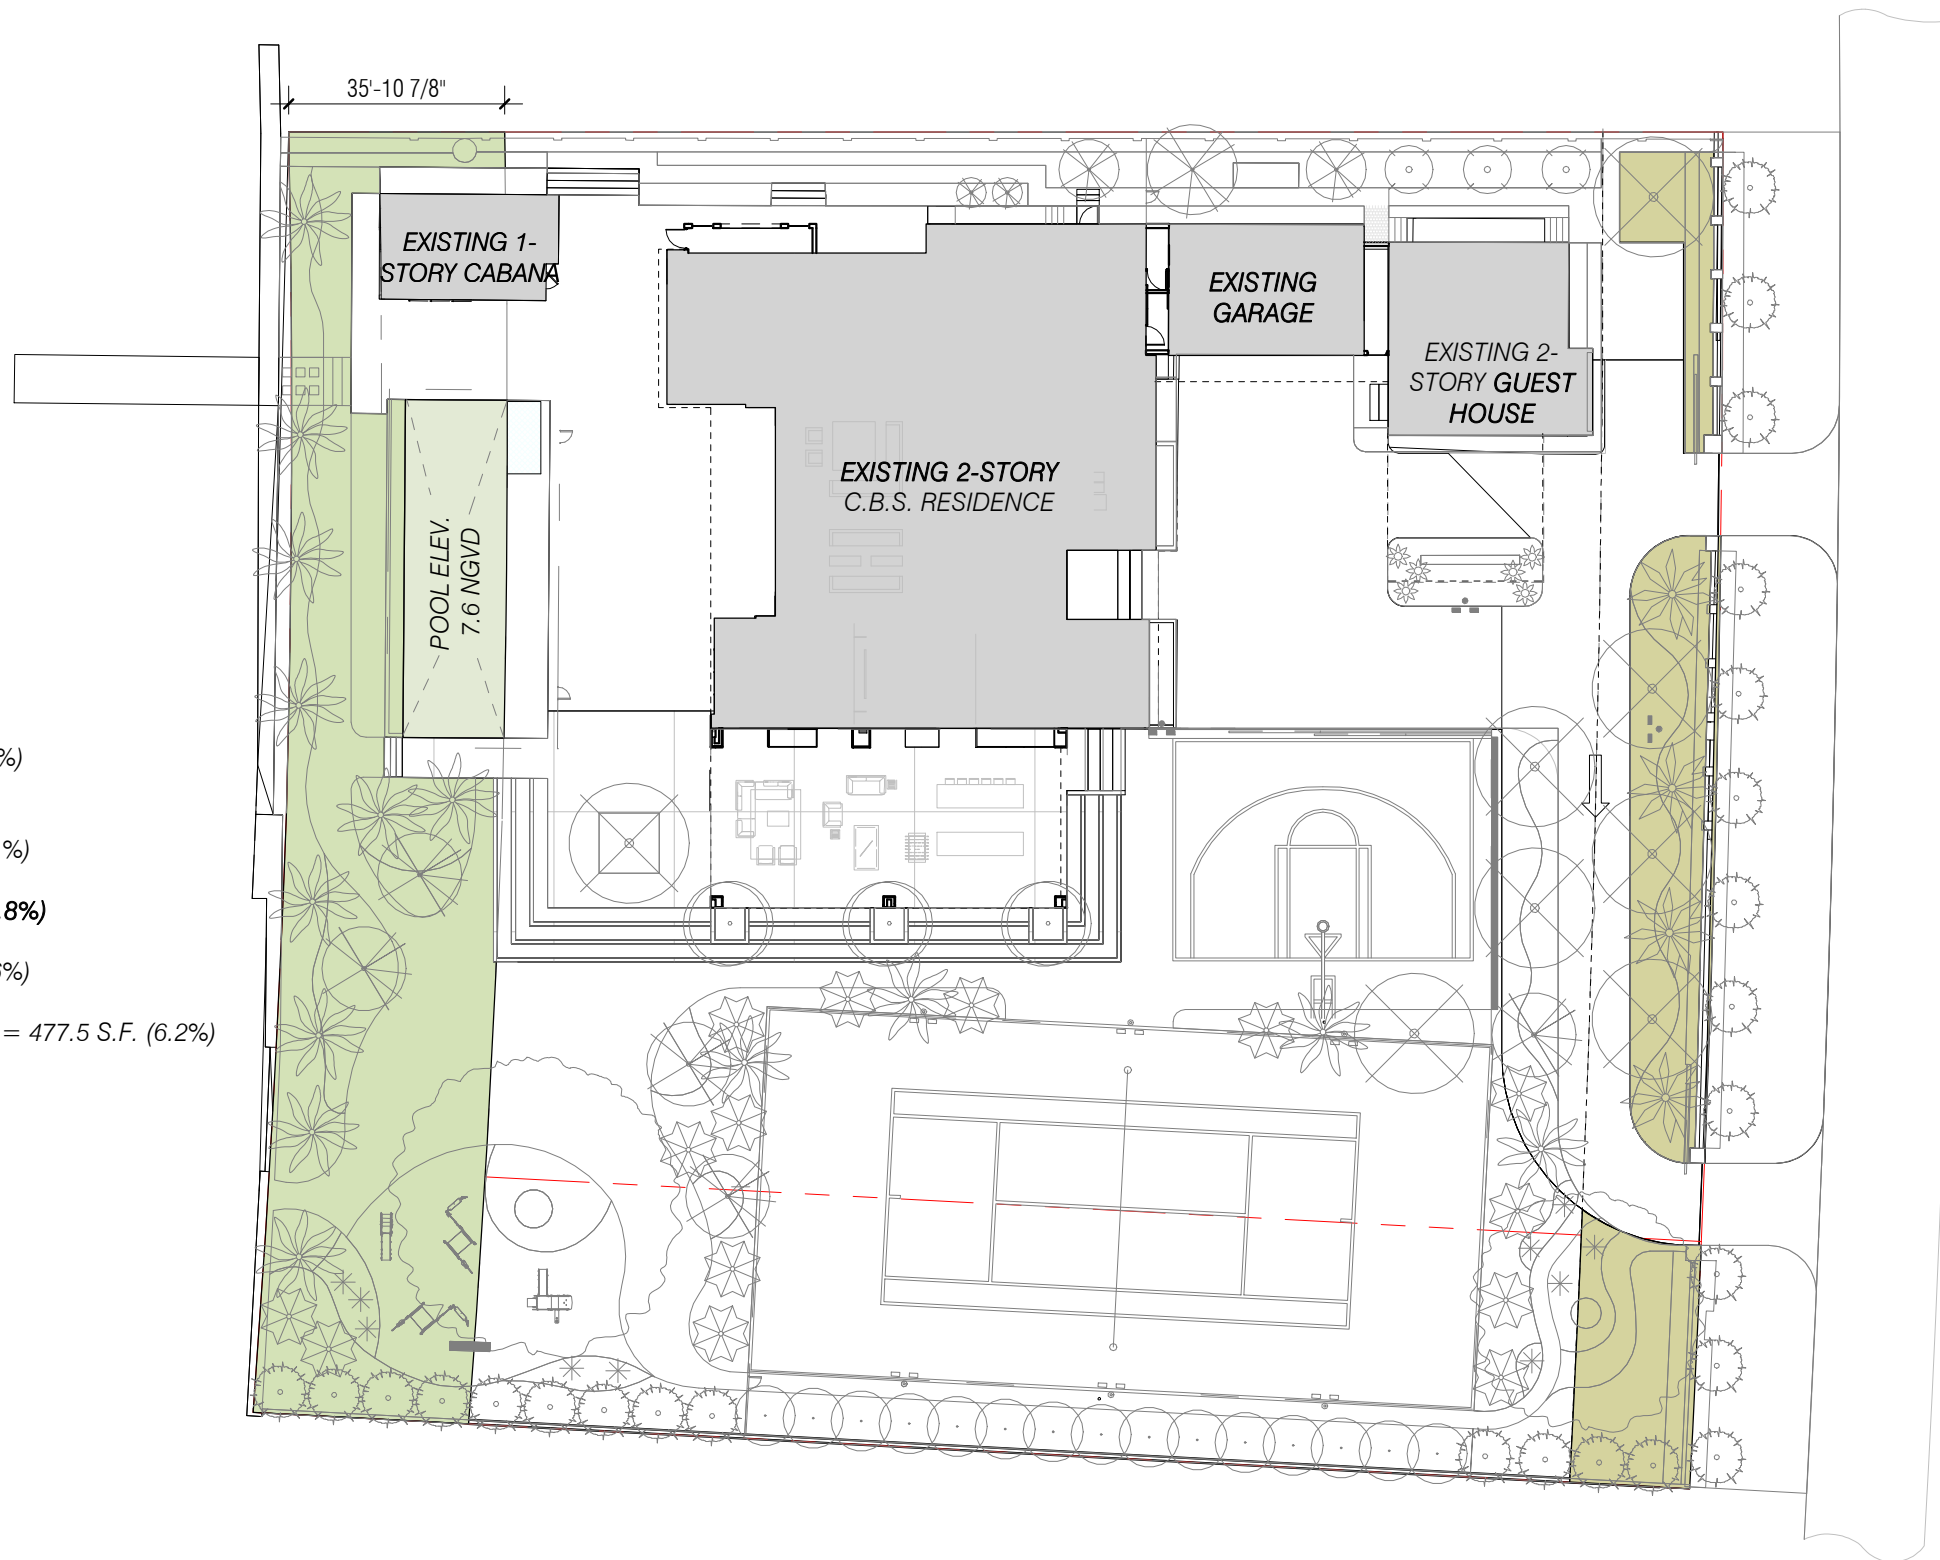 35'-10 7/8"
EXISTING 1-
STORY CABANA
EXISTING
GARAGE
EXISTING 2-
STORY GUEST
HOUSE
EXISTING 2-STORY
C.B.S. RESIDENCE
POOL ELEV.
7.6 NGVD
%)
%)
.8%)
%)
= 477.5 S.F. (6.2%)